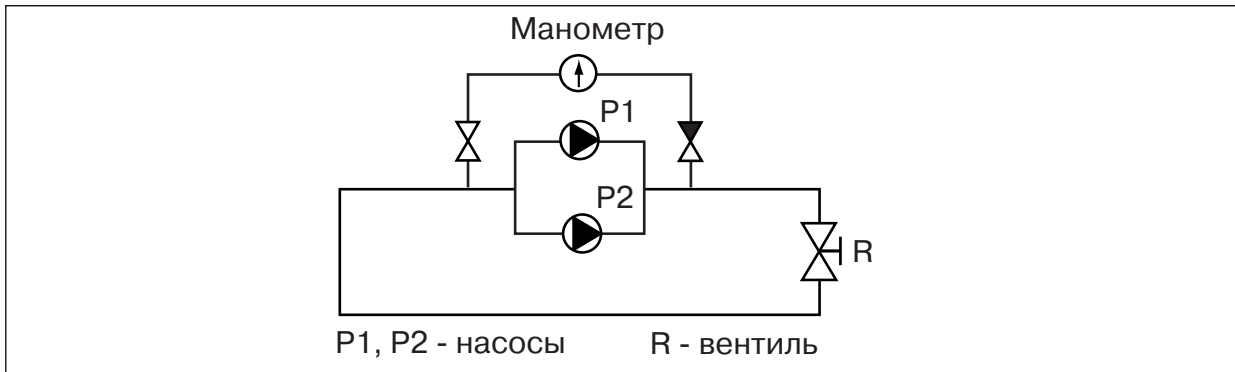 Манометр
P1
P2
R
P1, P2 - насосы
R - вентиль